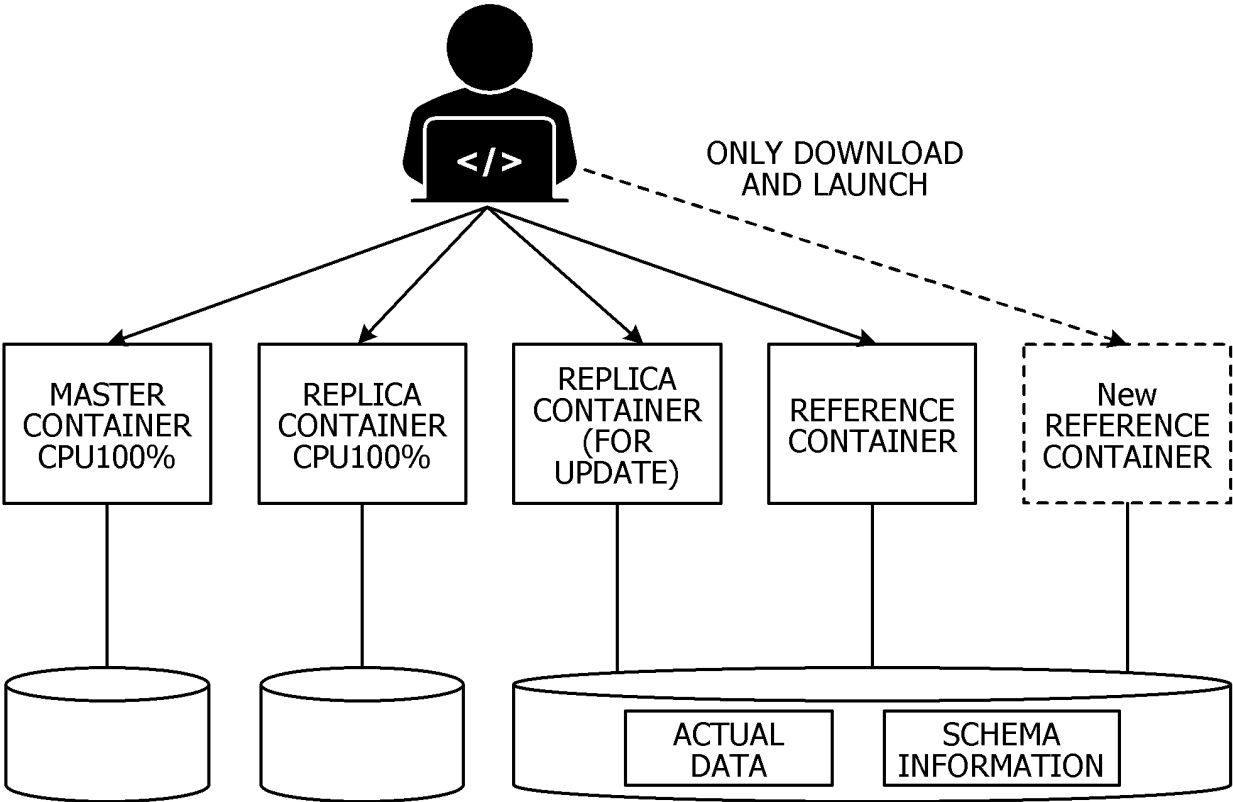 </>
ONLY DOWNLOAD
AND LAUNCH
MASTER
CONTAINER
CPU100%
REPLICA
CONTAINER
CPU100%
REPLICA
CONTAINER
(FOR
UPDATE)
REFERENCE
CONTAINER
New
REFERENCE
CONTAINER
ACTUAL
DATA
SCHEMA
INFORMATION